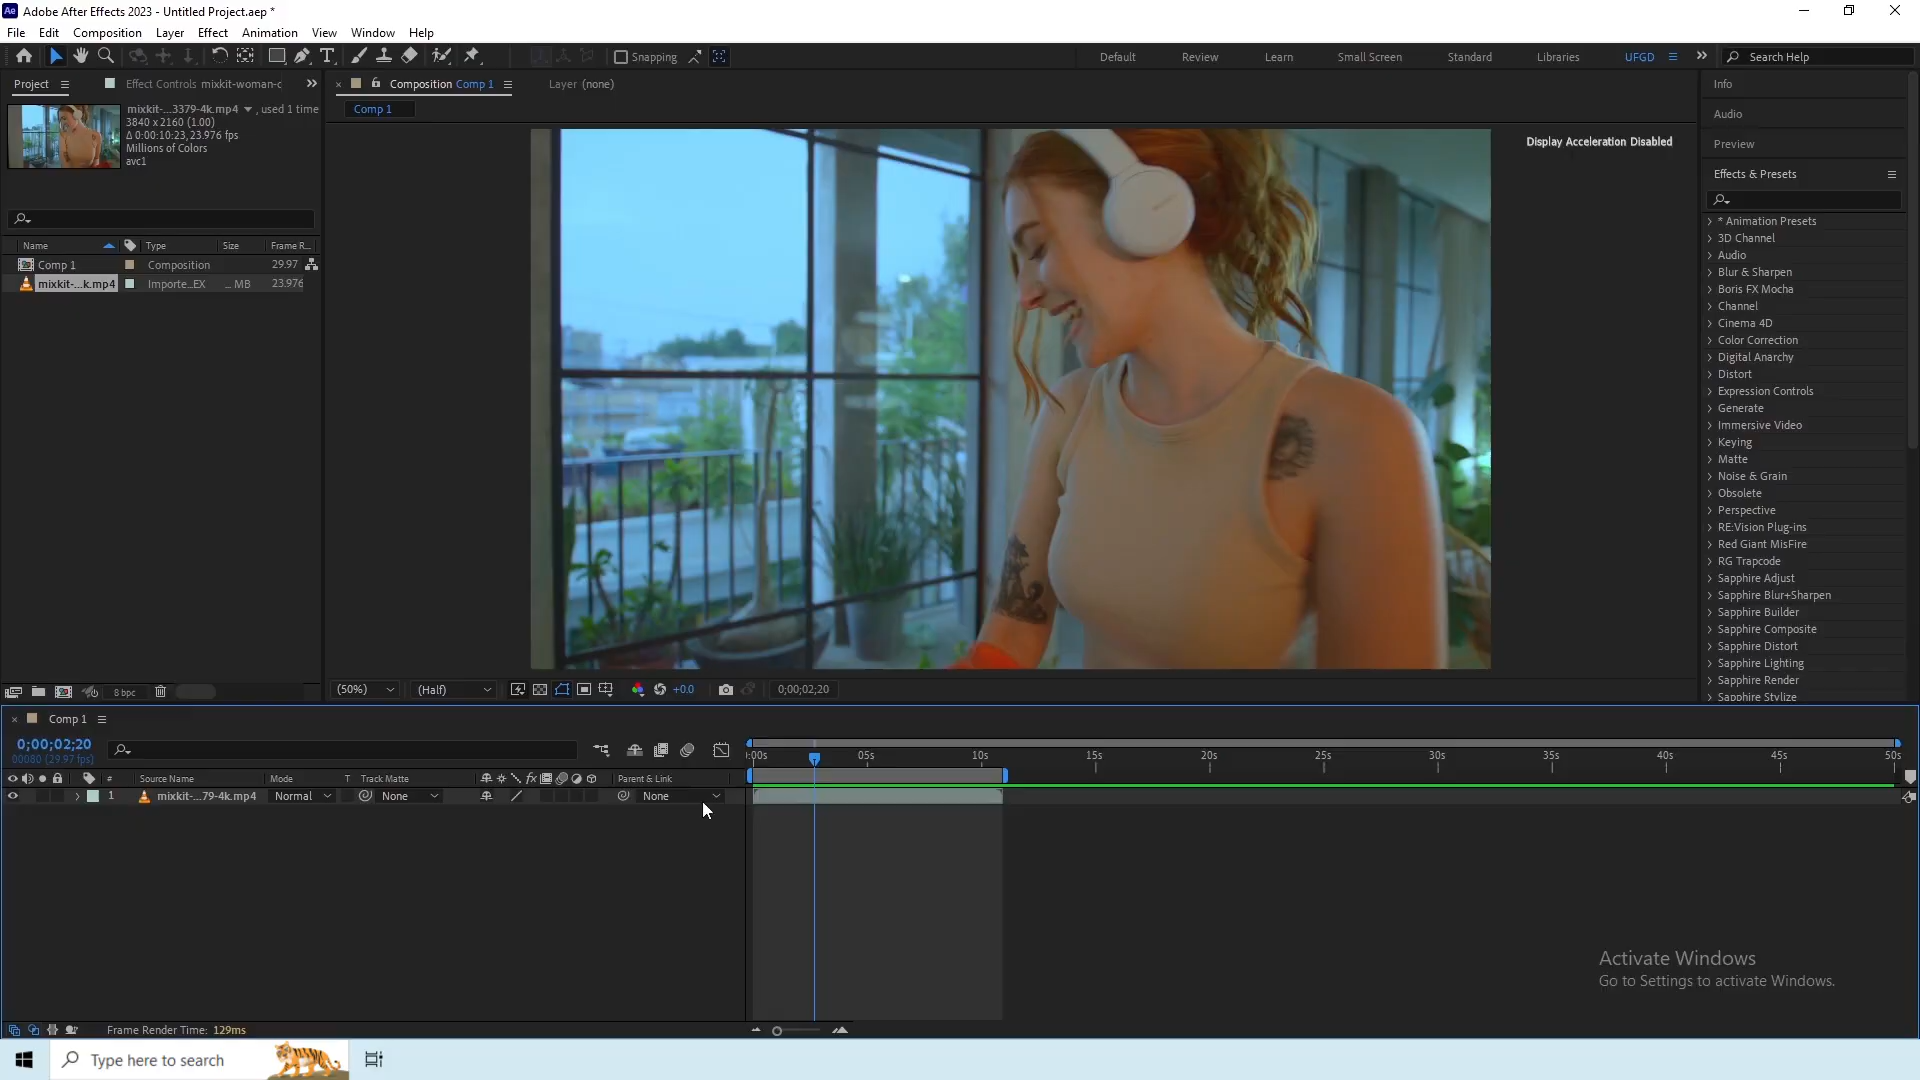 Adobe After Effects 2023 - Untitled Project.aep *
File Edit Composition Layer Effect Animation View Window Help
Snapping
Default Review Learn Small Screen Standard Libraries UFGD
Search Help
Project
Effect Controls mixkit-woman-c
Composition Comp 1
Layer (none)
Comp 1
mixkit-...3379-4k.mp4 , used 1 time
3840 x 2160 (1.00)
Δ 0:00:10:23, 23.976 fps
Millions of Colors
avc1
Display Acceleration Disabled
Name Type Size Frame R...
Comp 1 Composition 29.97
mixkit-...k.mp4 Importe...EX ... MB 23.976
Info
Audio
Preview
Effects & Presets
* Animation Presets
3D Channel
Audio
Blur & Sharpen
Boris FX Mocha
Channel
Cinema 4D
Color Correction
Digital Anarchy
Distort
Expression Controls
Generate
Immersive Video
Keying
Matte
Noise & Grain
Obsolete
Perspective
RE:Vision Plug-ins
Red Giant MisFire
RG Trapcode
Sapphire Adjust
Sapphire Blur+Sharpen
Sapphire Builder
Sapphire Composite
Sapphire Distort
Sapphire Lighting
Sapphire Render
Sapphire Stylize
8 bpc
(50%) (Half) +0.0 0;00;02;20
Comp 1
0;00;02;20
00080 (29.97 fps)
:00s 05s 10s 15s 20s 25s 30s 35s 40s 45s 50s
# Source Name Mode T Track Matte fx Parent & Link
1 mixkit-...79-4k.mp4 Normal None None
Activate Windows
Go to Settings to activate Windows.
Frame Render Time: 129ms
Type here to search